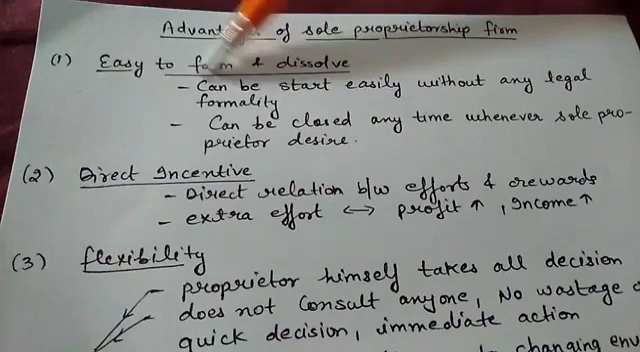 Advant of sole proprietorship firm
(1) Easy to form & dissolve
- Can be start easily without any legal
formality
- Can be closed any time whenever sole pro-
prietor desire.
(2) Direct Incentive
- Direct relation b/w efforts & rewards
- extra effort ↔ profit ↑, Income ↑
(3) flexibility
proprietor himself takes all decision
does not consult anyone, No wastage
quick decision, immediate action
changing env